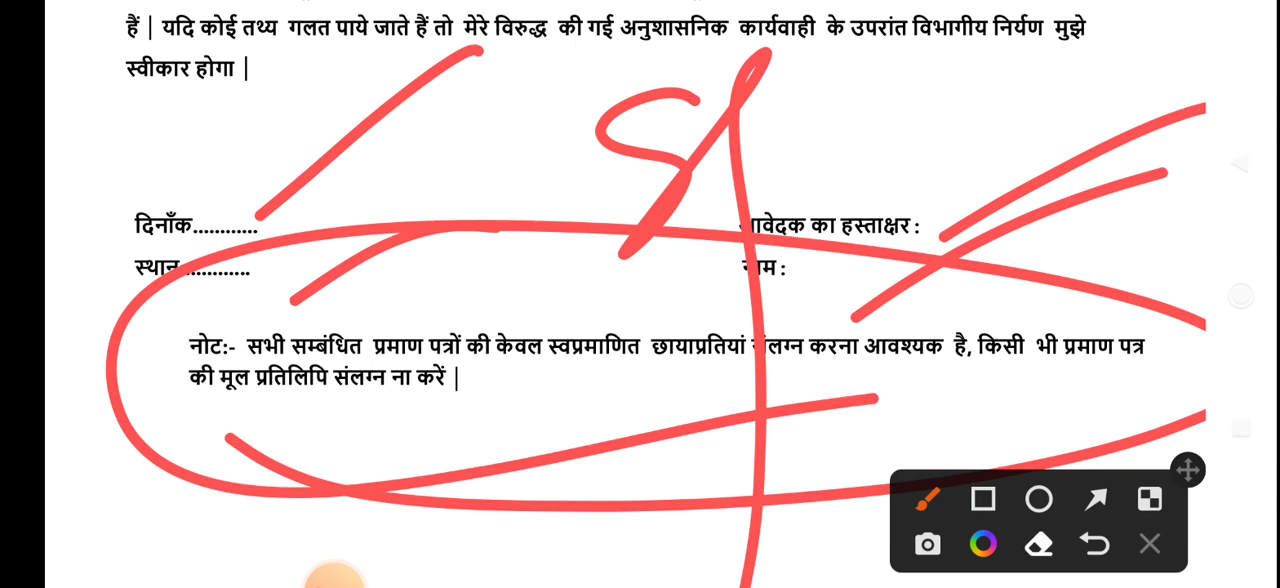 हैं | यदि कोई तथ्य गलत पाये जाते हैं तो मेरे विरुद्ध की गई अनुशासनिक कार्यवाही के उपरांत विभागीय निर्यण मुझे
स्वीकार होगा |
दिनाँक............ आवेदक का हस्ताक्षर :
स्थान............ नाम :
नोट:- सभी सम्बंधित प्रमाण पत्रों की केवल स्वप्रमाणित छायाप्रतियां संलग्न करना आवश्यक है, किसी भी प्रमाण पत्र
की मूल प्रतिलिपि संलग्न ना करें |